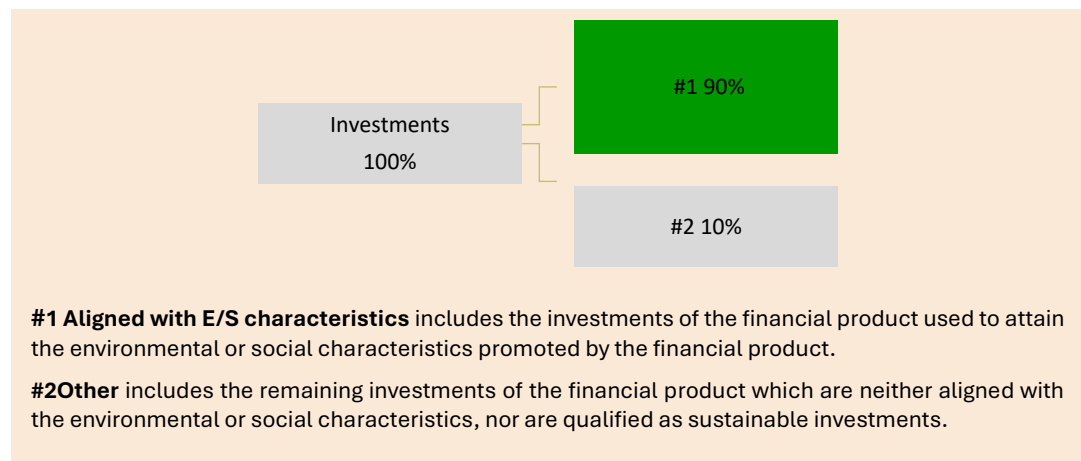 #1 90%
Investments
100%
#2 10%
#1 Aligned with E/S characteristics includes the investments of the financial product used to attain
the environmental or social characteristics promoted by the financial product.
#2Other includes the remaining investments of the financial product which are neither aligned with
the environmental or social characteristics, nor are qualified as sustainable investments.